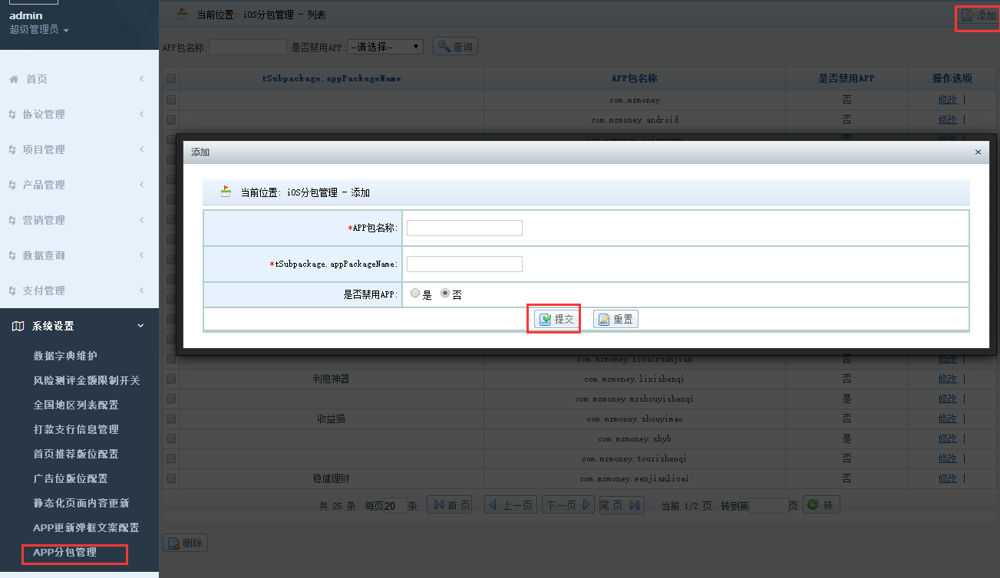 admin
超级管理员
首页
协议管理
项目管理
产品管理
营销管理
数据查询
支付管理
系统设置
数据字典维护
风险测评金额限制开关
全国地区列表配置
打款支行信息管理
首页推荐版位配置
广告位版位配置
静态化页面内容更新
APP更新弹框文案配置
APP分包管理
当前位置: iOS分包管理 - 列表
添加
APP包名称: 是否禁用APP: --请选择-- 查询
tSubpackage.appPackageName APP包名称 是否禁用APP 操作选项
com.mzmoney 否 修改 |
com.mzmoney.android 否 修改 |
添加 ×
当前位置: iOS分包管理 - 添加
*APP包名称:
*tSubpackage.appPackageName:
是否禁用APP: 是 否
提交 重置
com.mzmoney.licairuanjian 否 修改 |
利息神器 com.mzmoney.lixishenqi 否 修改 |
com.mzmoney.mzshouyishenqi 是 修改 |
收益猫 com.mzmoney.shouyimao 否 修改 |
com.mzmoney.shyb 是 修改 |
com.mzmoney.touzishenqi 否 修改 |
稳健理财 com.mzmoney.wenjianlicai 否 修改 |
共 25 条 每页20 条 首 页 上一页 下一页 尾 页 当前 1/2 页 转到第 页 转
删除